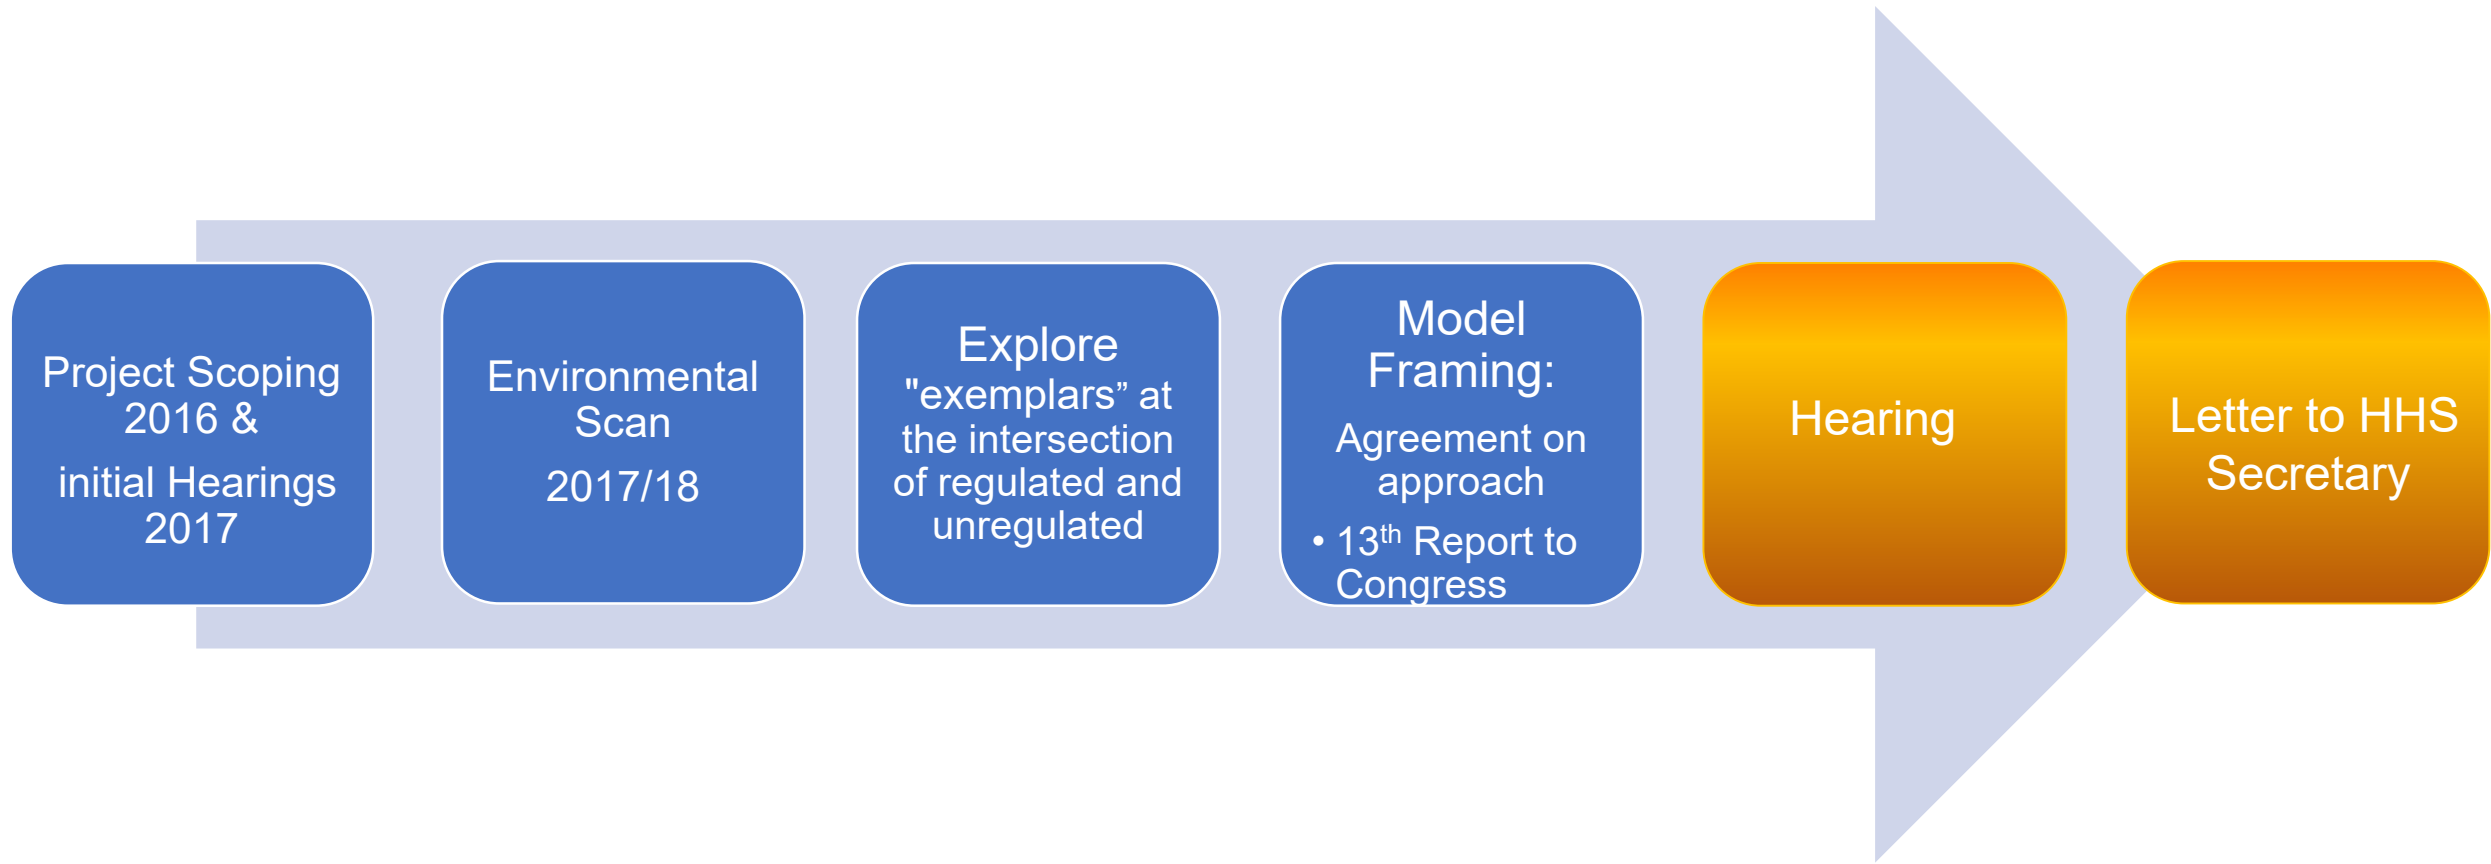 Project Scoping
2016 &
initial Hearings
2017
Environmental
Scan
2017/18
Explore
"exemplars” at
the intersection
of regulated and
unregulated
Model
Framing:
Agreement on
approach
• 13th Report to
Congress
Hearing
Letter to HHS
Secretary